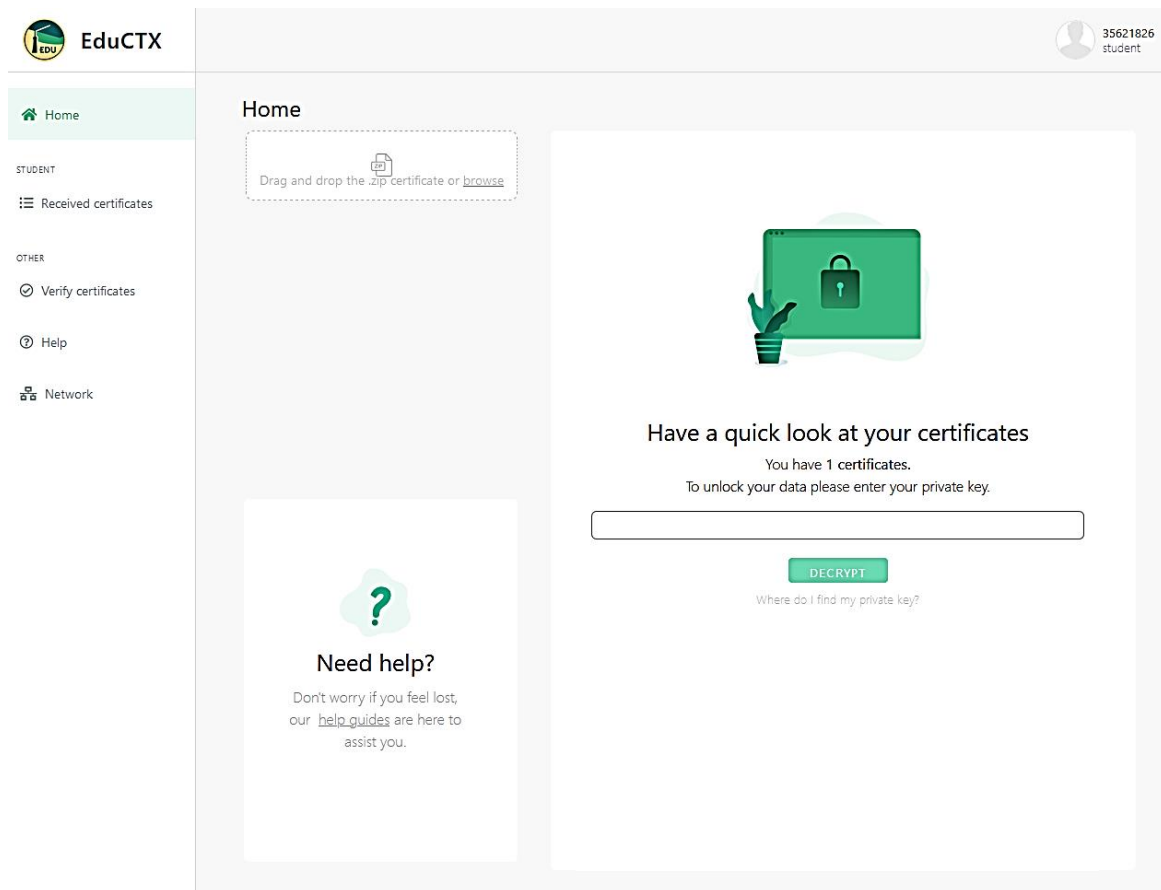 EDU
EduCTX
35621826
student
Home
STUDENT
Received certificates
OTHER
Verify certificates
Help
Network
Home
ZIP
Drag and drop the .zip certificate or browse
Need help?
Don't worry if you feel lost,
our help guides are here to
assist you.
Have a quick look at your certificates
You have 1 certificates.
To unlock your data please enter your private key.
DECRYPT
Where do I find my private key?